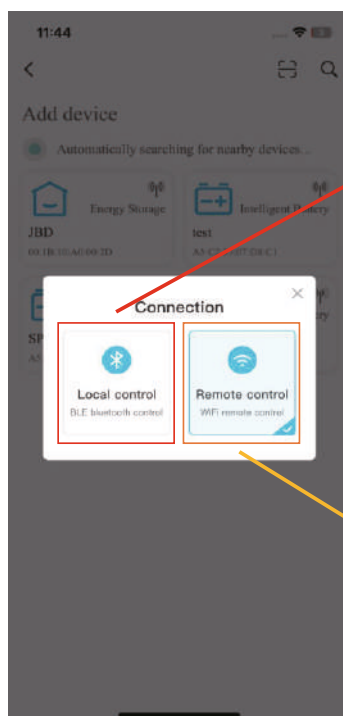 11:44
Add device
Automatically searching for nearby devices...
Energy Storage
Intelligent Battery
JBD
test
Connection
SP
Local control
Remote control
BLE bluetooth control
WiFi remote control